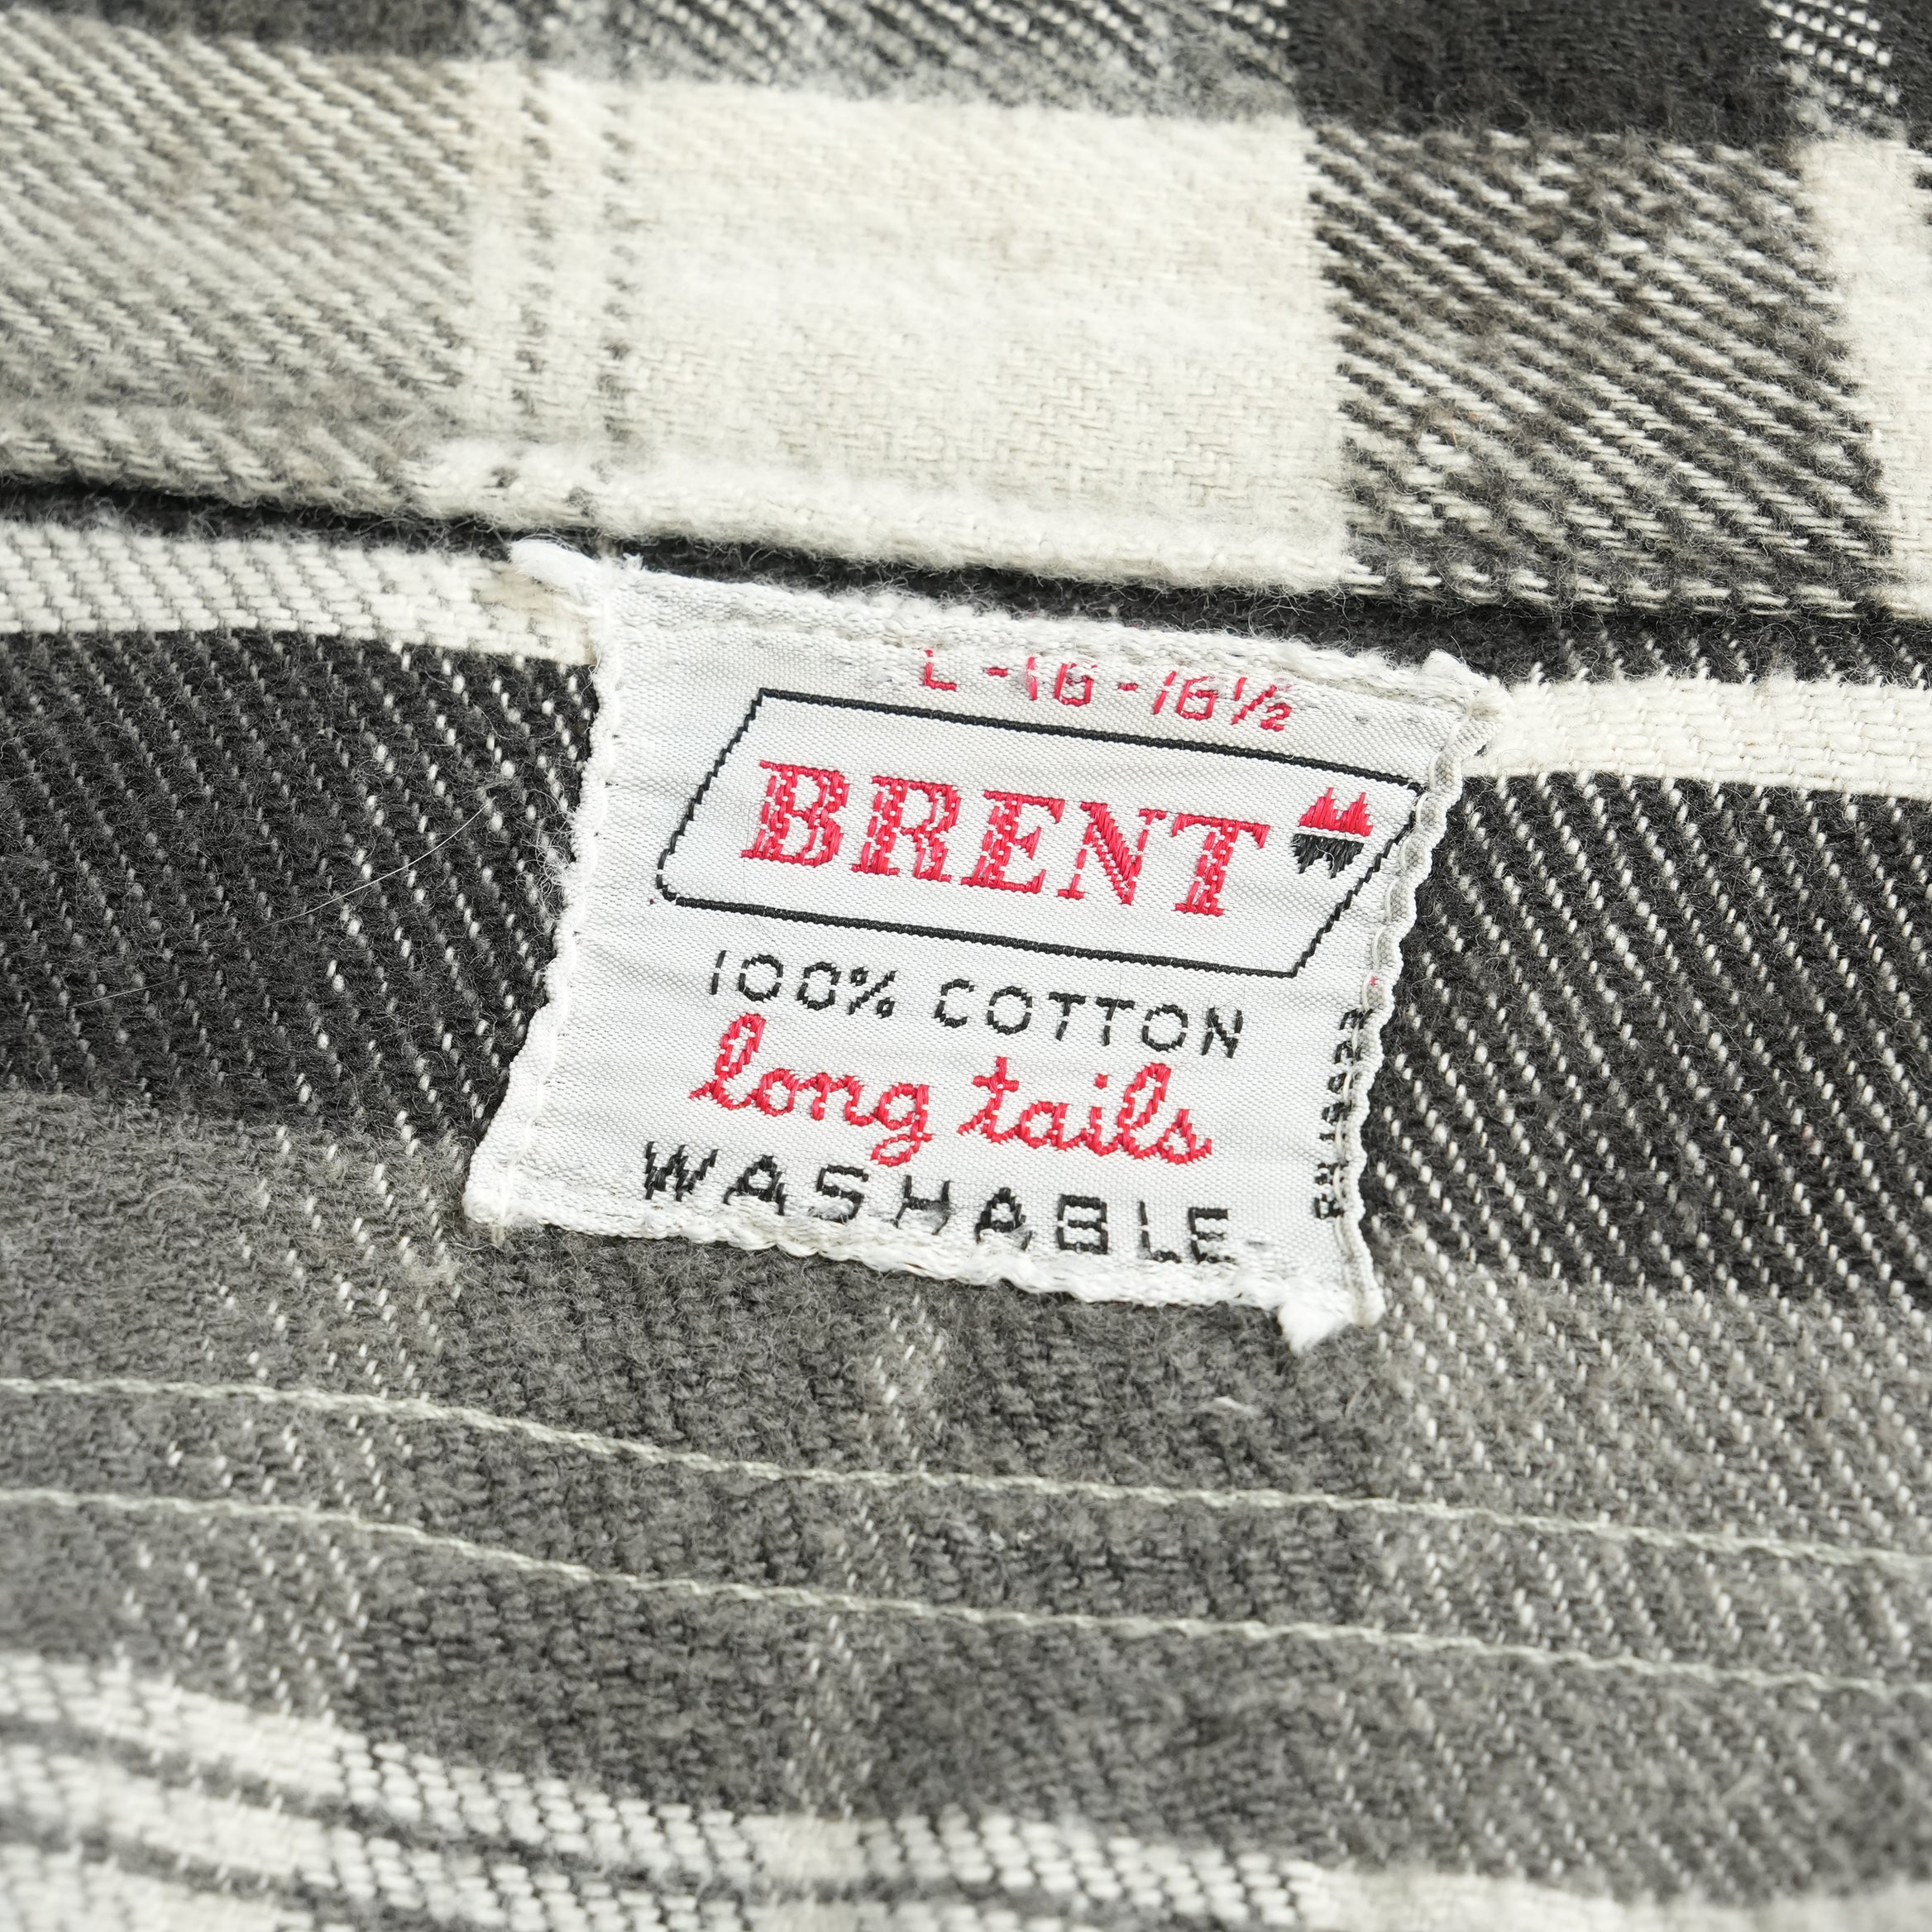 L-16-16½
BRENT
100% COTTON
long tails
WASHABLE